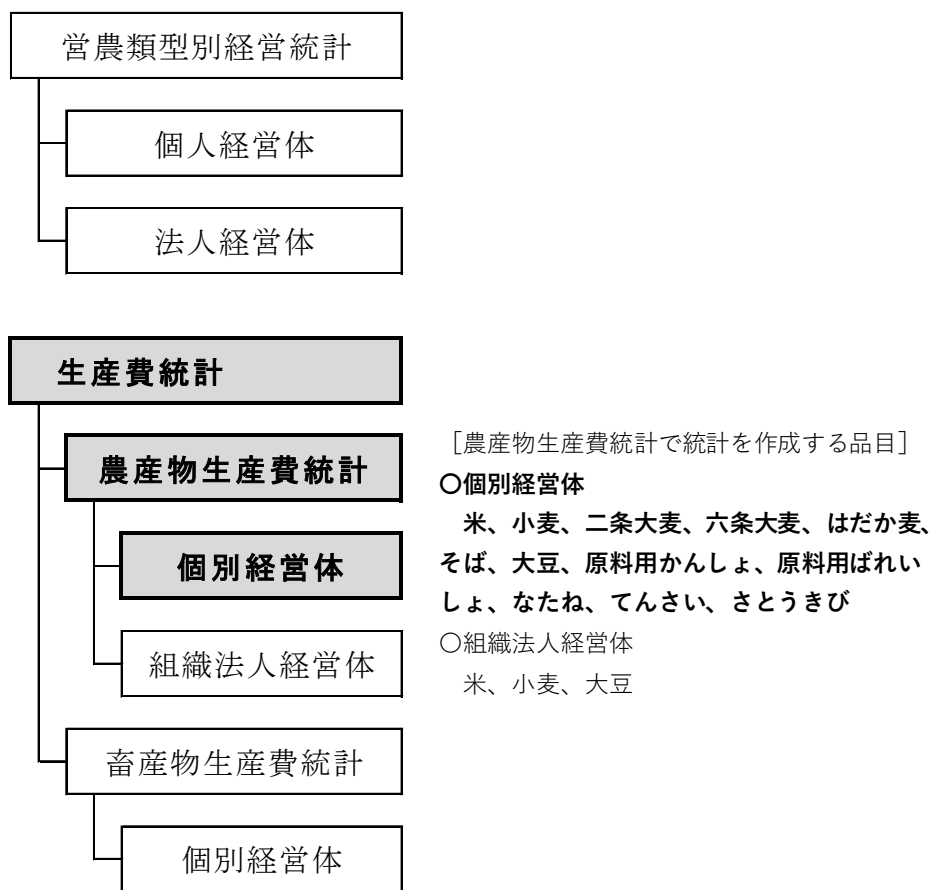 営農類型別経営統計
個人経営体
法人経営体
生産費統計
農産物生産費統計
個別経営体
組織法人経営体
畜産物生産費統計
個別経営体
［農産物生産費統計で統計を作成する品目］
〇個別経営体
　米、小麦、二条大麦、六条大麦、はだか麦、
そば、大豆、原料用かんしょ、原料用ばれい
しょ、なたね、てんさい、さとうきび
〇組織法人経営体
　米、小麦、大豆